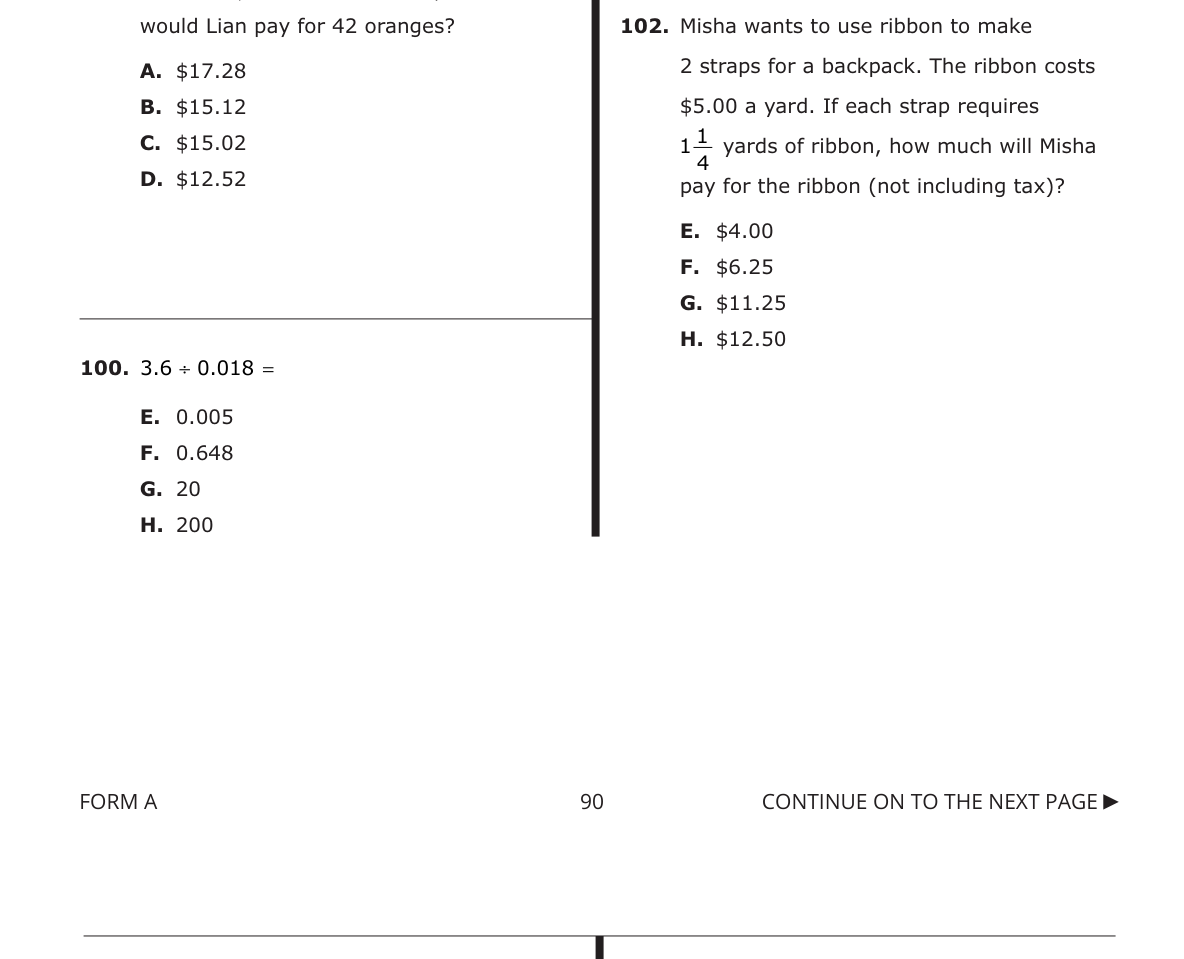 would Lian pay for 42 oranges?
A. $17.28
B. $15.12
C. $15.02
D. $12.52
100. 3.6 ÷ 0.018 =
E. 0.005
F. 0.648
G. 20
H. 200
102. Misha wants to use ribbon to make
2 straps for a backpack. The ribbon costs
$5.00 a yard. If each strap requires
1 1/4 yards of ribbon, how much will Misha
pay for the ribbon (not including tax)?
E. $4.00
F. $6.25
G. $11.25
H. $12.50
FORM A 90 CONTINUE ON TO THE NEXT PAGE ►